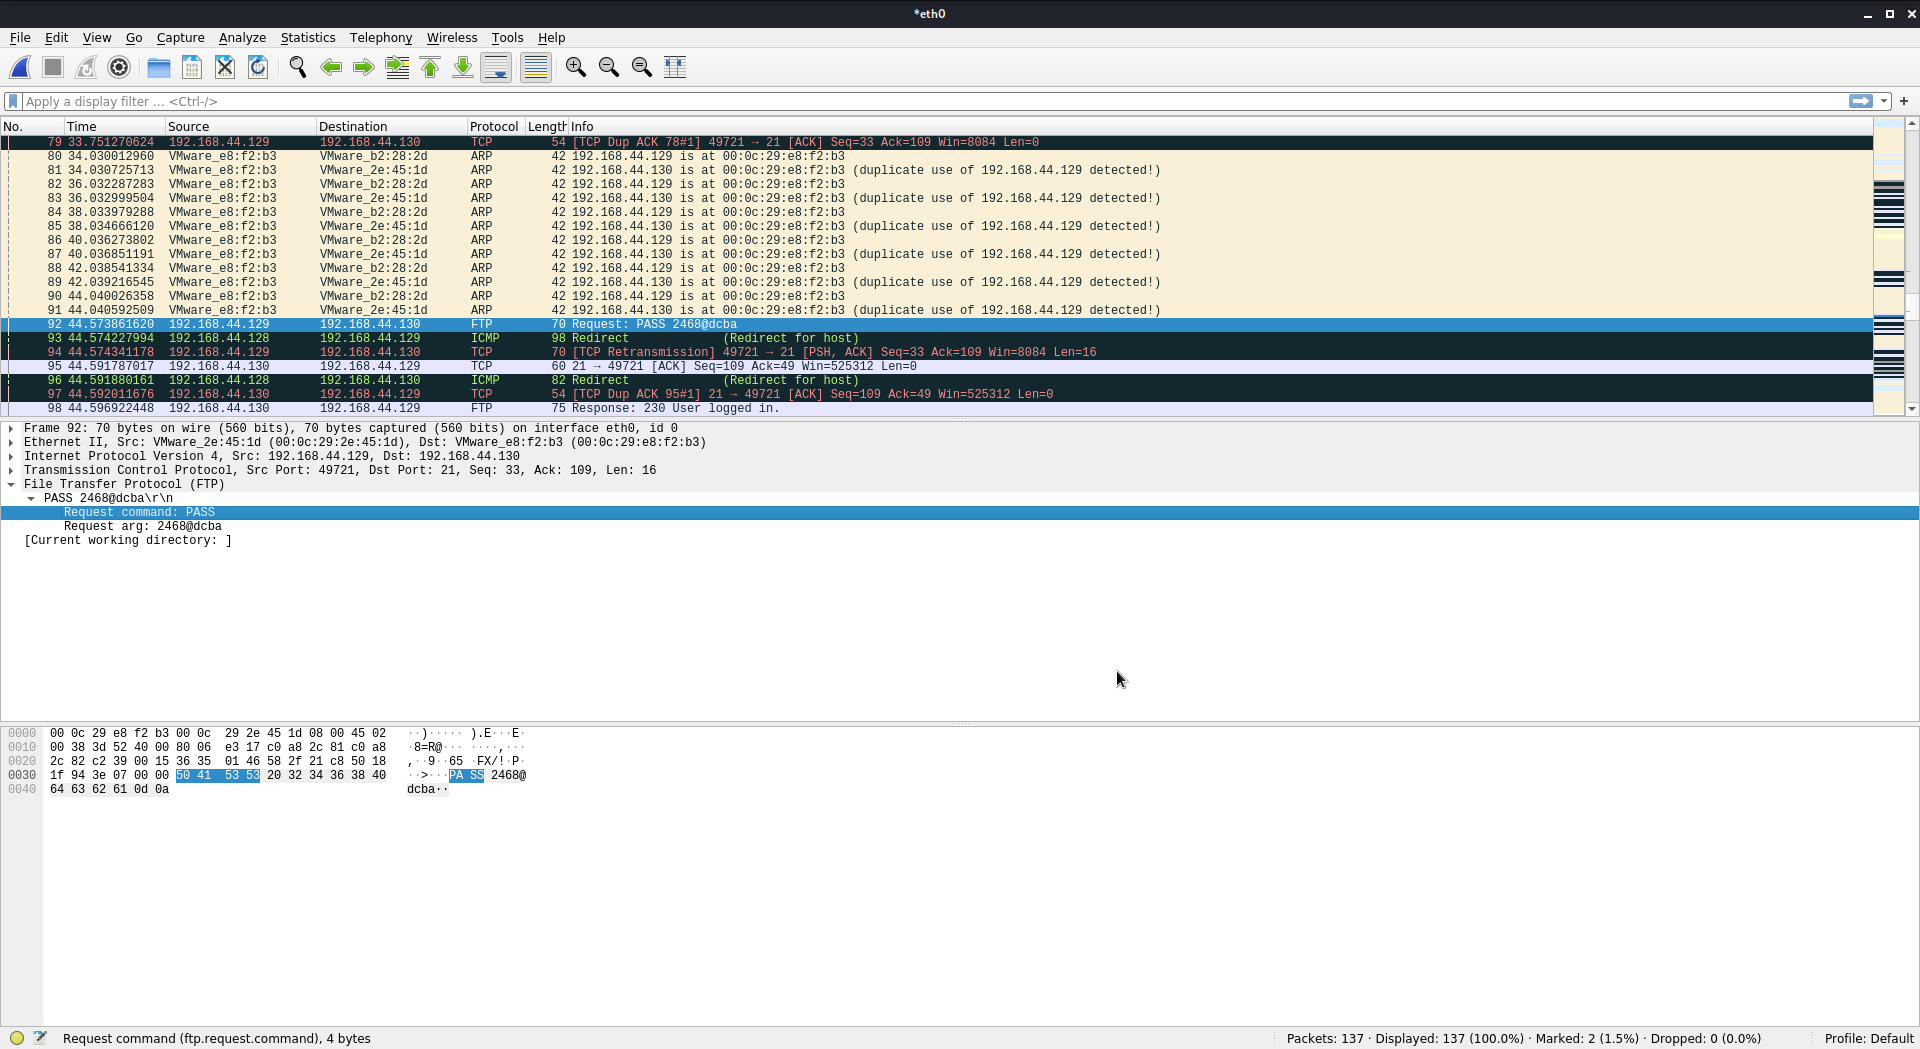 *eth0
File Edit View Go Capture Analyze Statistics Telephony Wireless Tools Help
Apply a display filter ... <Ctrl-/>
No. Time Source Destination Protocol Length Info
79 33.751270624 192.168.44.129 192.168.44.130 TCP 54 [TCP Dup ACK 78#1] 49721 → 21 [ACK] Seq=33 Ack=109 Win=8084 Len=0
80 34.030012960 VMware_e8:f2:b3 VMware_b2:28:2d ARP 42 192.168.44.129 is at 00:0c:29:e8:f2:b3
81 34.030725713 VMware_e8:f2:b3 VMware_2e:45:1d ARP 42 192.168.44.130 is at 00:0c:29:e8:f2:b3 (duplicate use of 192.168.44.129 detected!)
82 36.032287283 VMware_e8:f2:b3 VMware_b2:28:2d ARP 42 192.168.44.129 is at 00:0c:29:e8:f2:b3
83 36.032999504 VMware_e8:f2:b3 VMware_2e:45:1d ARP 42 192.168.44.130 is at 00:0c:29:e8:f2:b3 (duplicate use of 192.168.44.129 detected!)
84 38.033979288 VMware_e8:f2:b3 VMware_b2:28:2d ARP 42 192.168.44.129 is at 00:0c:29:e8:f2:b3
85 38.034666120 VMware_e8:f2:b3 VMware_2e:45:1d ARP 42 192.168.44.130 is at 00:0c:29:e8:f2:b3 (duplicate use of 192.168.44.129 detected!)
86 40.036273802 VMware_e8:f2:b3 VMware_b2:28:2d ARP 42 192.168.44.129 is at 00:0c:29:e8:f2:b3
87 40.036851191 VMware_e8:f2:b3 VMware_2e:45:1d ARP 42 192.168.44.130 is at 00:0c:29:e8:f2:b3 (duplicate use of 192.168.44.129 detected!)
88 42.038541334 VMware_e8:f2:b3 VMware_b2:28:2d ARP 42 192.168.44.129 is at 00:0c:29:e8:f2:b3
89 42.039216545 VMware_e8:f2:b3 VMware_2e:45:1d ARP 42 192.168.44.130 is at 00:0c:29:e8:f2:b3 (duplicate use of 192.168.44.129 detected!)
90 44.040026358 VMware_e8:f2:b3 VMware_b2:28:2d ARP 42 192.168.44.129 is at 00:0c:29:e8:f2:b3
91 44.040592509 VMware_e8:f2:b3 VMware_2e:45:1d ARP 42 192.168.44.130 is at 00:0c:29:e8:f2:b3 (duplicate use of 192.168.44.129 detected!)
92 44.573861620 192.168.44.129 192.168.44.130 FTP 70 Request: PASS 2468@dcba
93 44.574227994 192.168.44.128 192.168.44.129 ICMP 98 Redirect (Redirect for host)
94 44.574341178 192.168.44.129 192.168.44.130 TCP 70 [TCP Retransmission] 49721 → 21 [PSH, ACK] Seq=33 Ack=109 Win=8084 Len=16
95 44.591787017 192.168.44.130 192.168.44.129 TCP 60 21 → 49721 [ACK] Seq=109 Ack=49 Win=525312 Len=0
96 44.591880161 192.168.44.128 192.168.44.130 ICMP 82 Redirect (Redirect for host)
97 44.592011676 192.168.44.130 192.168.44.129 TCP 54 [TCP Dup ACK 95#1] 21 → 49721 [ACK] Seq=109 Ack=49 Win=525312 Len=0
98 44.596922448 192.168.44.130 192.168.44.129 FTP 75 Response: 230 User logged in.
Frame 92: 70 bytes on wire (560 bits), 70 bytes captured (560 bits) on interface eth0, id 0
Ethernet II, Src: VMware_2e:45:1d (00:0c:29:2e:45:1d), Dst: VMware_e8:f2:b3 (00:0c:29:e8:f2:b3)
Internet Protocol Version 4, Src: 192.168.44.129, Dst: 192.168.44.130
Transmission Control Protocol, Src Port: 49721, Dst Port: 21, Seq: 33, Ack: 109, Len: 16
File Transfer Protocol (FTP)
PASS 2468@dcba\r\n
Request command: PASS
Request arg: 2468@dcba
[Current working directory: ]
0000 00 0c 29 e8 f2 b3 00 0c 29 2e 45 1d 08 00 45 02 ··)····· ).E···E·
0010 00 38 3d 52 40 00 80 06 e3 17 c0 a8 2c 81 c0 a8 ·8=R@··· ····,···
0020 2c 82 c2 39 00 15 36 35 01 46 58 2f 21 c8 50 18 ,··9··65 ·FX/!·P·
0030 1f 94 3e 07 00 00 50 41 53 53 20 32 34 36 38 40 ··>···PA SS 2468@
0040 64 63 62 61 0d 0a dcba··
Request command (ftp.request.command), 4 bytes
Packets: 137 · Displayed: 137 (100.0%) · Marked: 2 (1.5%) · Dropped: 0 (0.0%)
Profile: Default